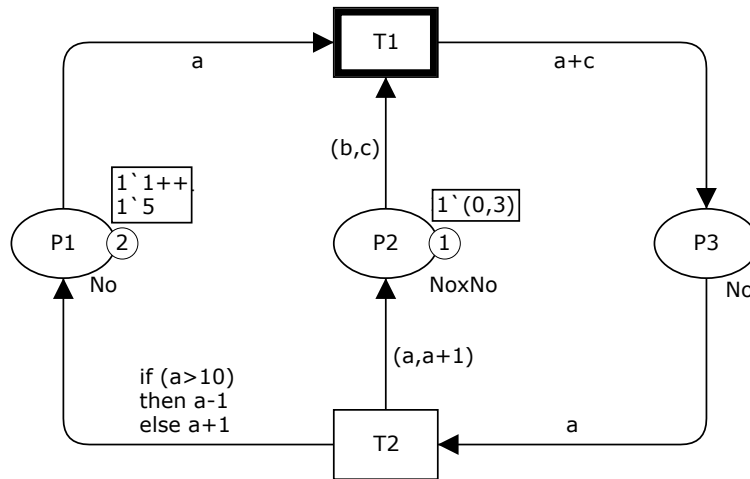 T1
a
a+c
(b,c)
1`1++
1`5
1`(0,3)
P1
2
P2
1
P3
No
NoxNo
No
(a,a+1)
if (a>10)
then a-1
else a+1
T2
a